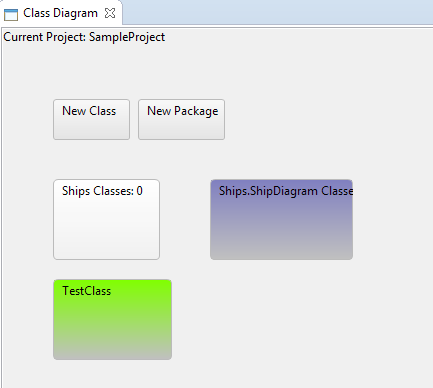 Class Diagram
Current Project: SampleProject
New Class
New Package
Ships Classes: 0
Ships.ShipDiagram Classe
TestClass